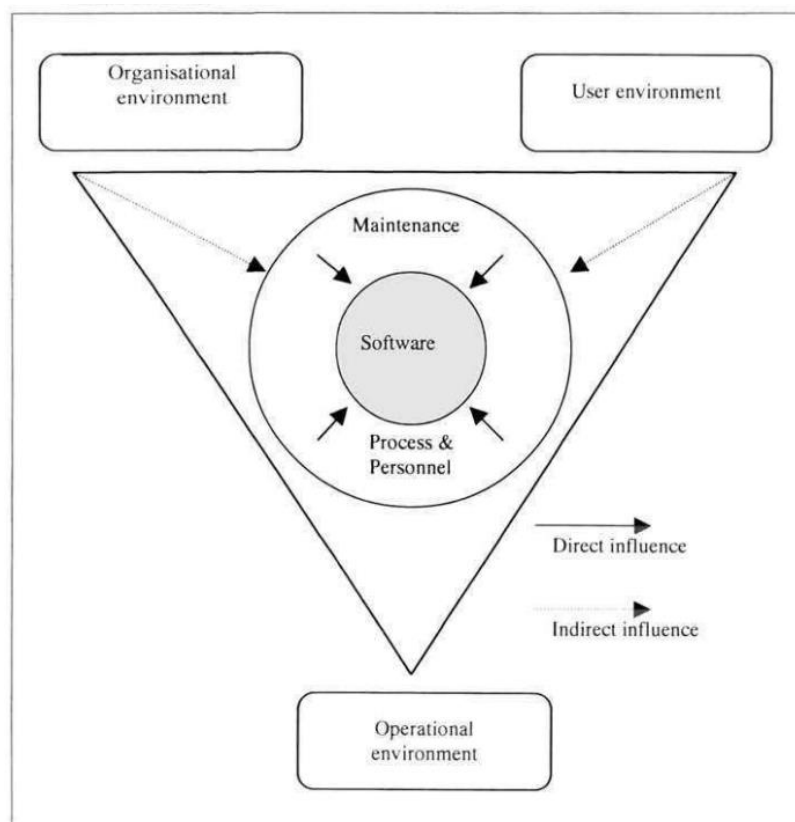 Organisational
environment
User environment
Maintenance
Software
Process &
Personnel
Direct influence
Indirect influence
Operational
environment